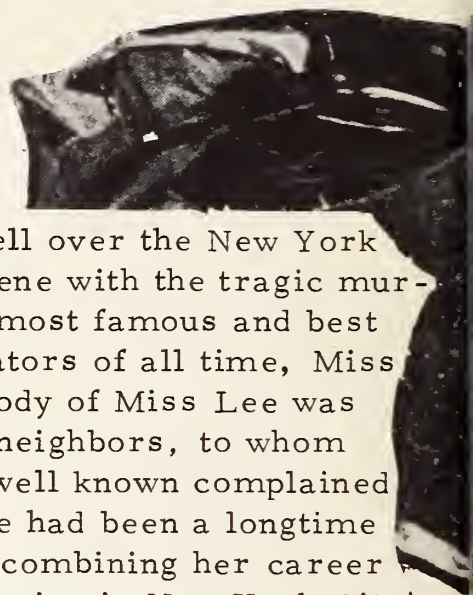 ell over the New York
ene with the tragic mur-
most famous and best
ators of all time, Miss
ody of Miss Lee was
neighbors, to whom
well known complained
e had been a longtime
combining her career